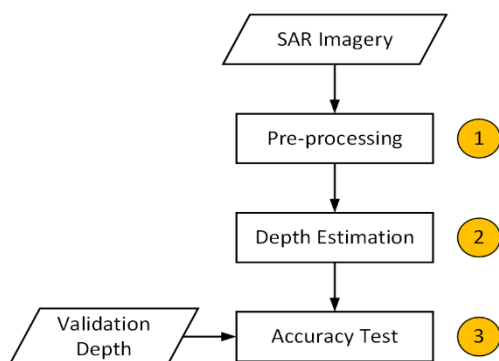 SAR Imagery
Pre-processing
1
Depth Estimation
2
Validation
Depth
Accuracy Test
3